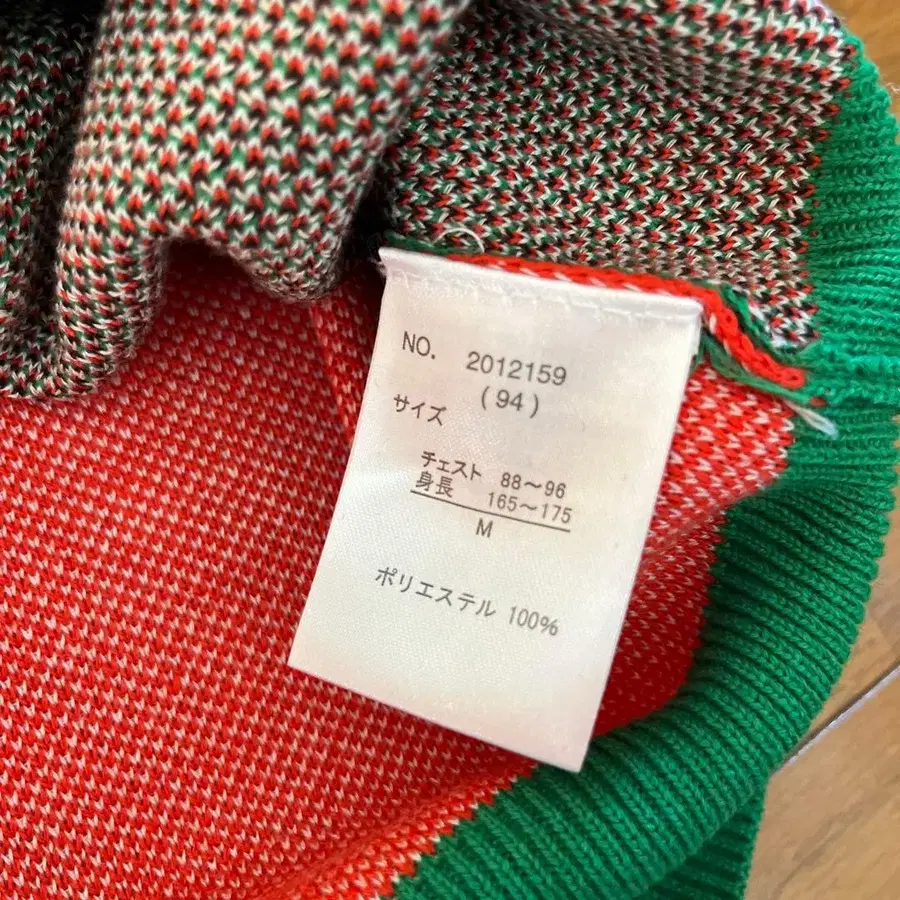 NO. 2012159
(94)
サイズ
チェスト 88～96
身長 165～175
M
ポリエステル 100%